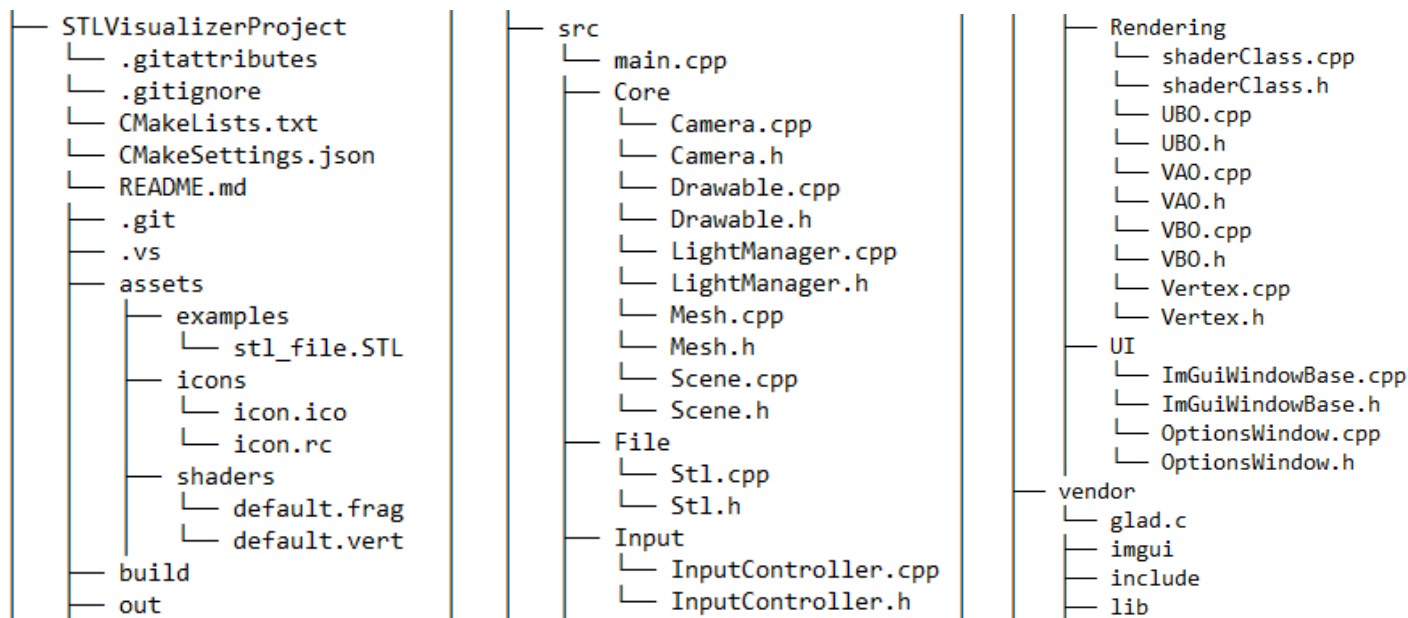 STLVisualizerProject
.gitattributes
.gitignore
CMakeLists.txt
CMakeSettings.json
README.md
.git
.vs
assets
examples
stl_file.STL
icons
icon.ico
icon.rc
shaders
default.frag
default.vert
build
out
src
main.cpp
Core
Camera.cpp
Camera.h
Drawable.cpp
Drawable.h
LightManager.cpp
LightManager.h
Mesh.cpp
Mesh.h
Scene.cpp
Scene.h
File
Stl.cpp
Stl.h
Input
InputController.cpp
InputController.h
Rendering
shaderClass.cpp
shaderClass.h
UBO.cpp
UBO.h
VAO.cpp
VAO.h
VBO.cpp
VBO.h
Vertex.cpp
Vertex.h
UI
ImGuiWindowBase.cpp
ImGuiWindowBase.h
OptionsWindow.cpp
OptionsWindow.h
vendor
glad.c
imgui
include
lib